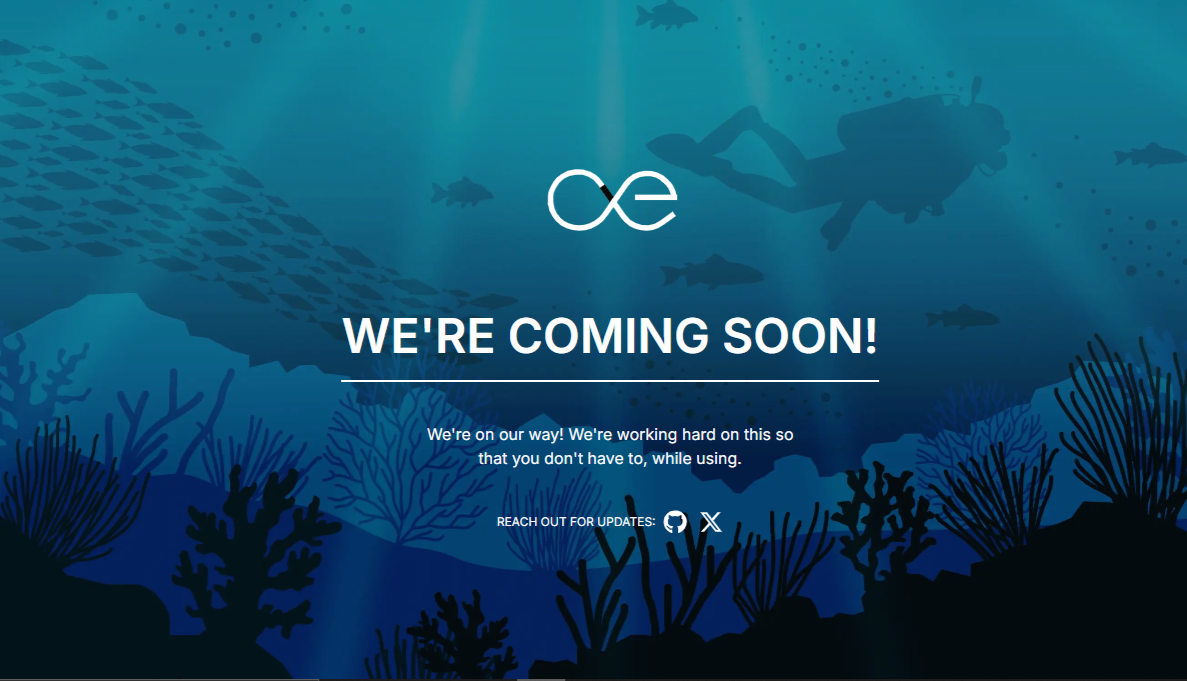 WE'RE COMING SOON!
We're on our way! We're working hard on this so
that you don't have to, while using.
REACH OUT FOR UPDATES: